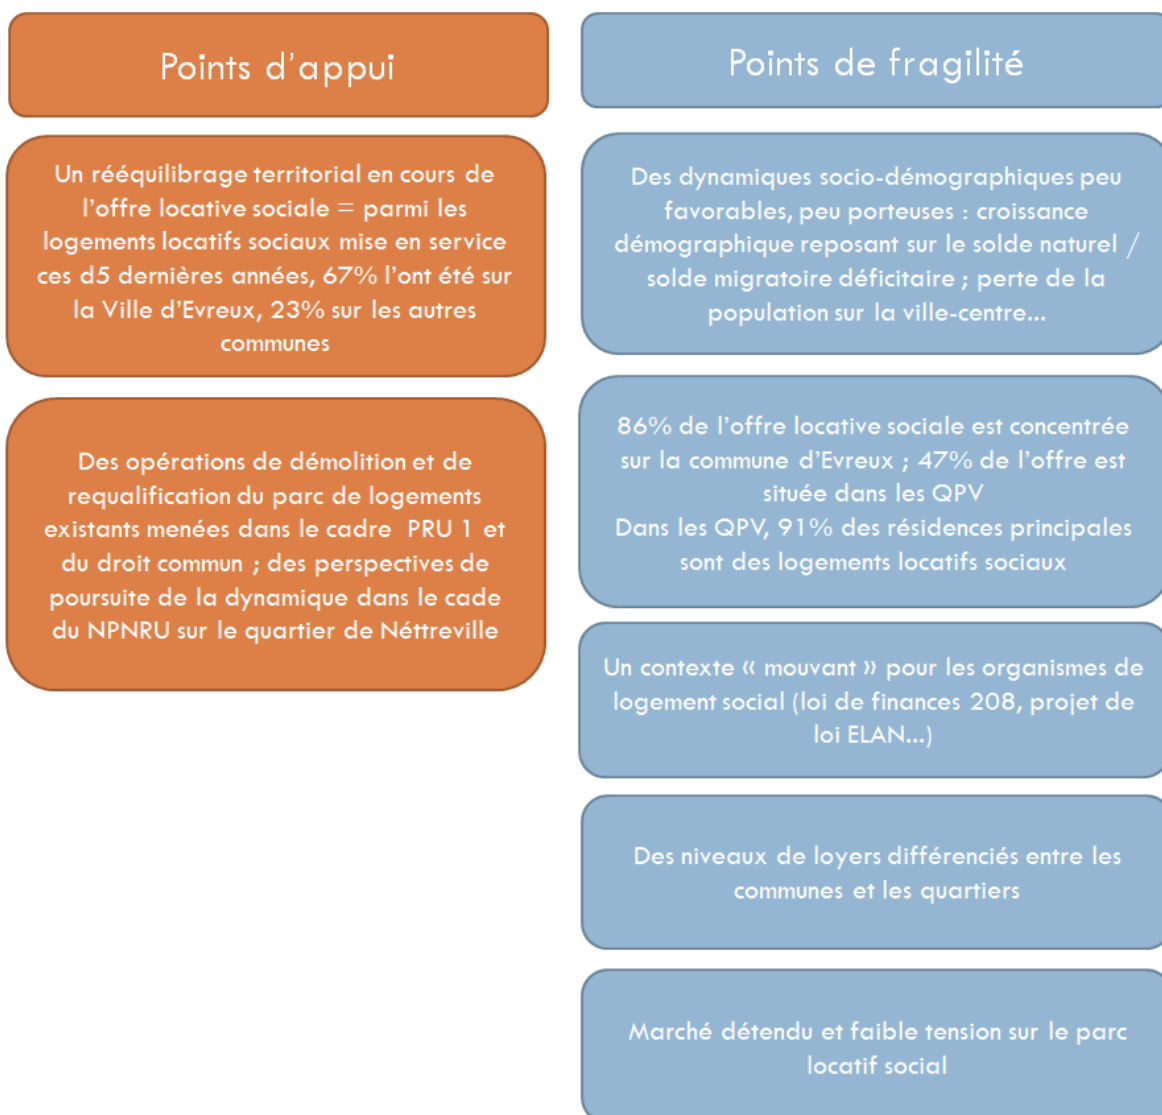 Points d'appui
Un rééquilibrage territorial en cours de
l'offre locative sociale = parmi les
logements locatifs sociaux mise en service
ces d5 dernières années, 67% l'ont été sur
la Ville d'Evreux, 23% sur les autres
communes
Des opérations de démolition et de
requalification du parc de logements
existants menées dans le cadre  PRU 1 et
du droit commun ; des perspectives de
poursuite de la dynamique dans le cade
du NPNRU sur le quartier de Néttreville
Points de fragilité
Des dynamiques socio-démographiques peu
favorables, peu porteuses : croissance
démographique reposant sur le solde naturel /
solde migratoire déficitaire ; perte de la
population sur la ville-centre...
86% de l'offre locative sociale est concentrée
sur la commune d'Evreux ; 47% de l'offre est
située dans les QPV
Dans les QPV, 91% des résidences principales
sont des logements locatifs sociaux
Un contexte « mouvant » pour les organismes de
logement social (loi de finances 208, projet de
loi ELAN...)
Des niveaux de loyers différenciés entre les
communes et les quartiers
Marché détendu et faible tension sur le parc
locatif social